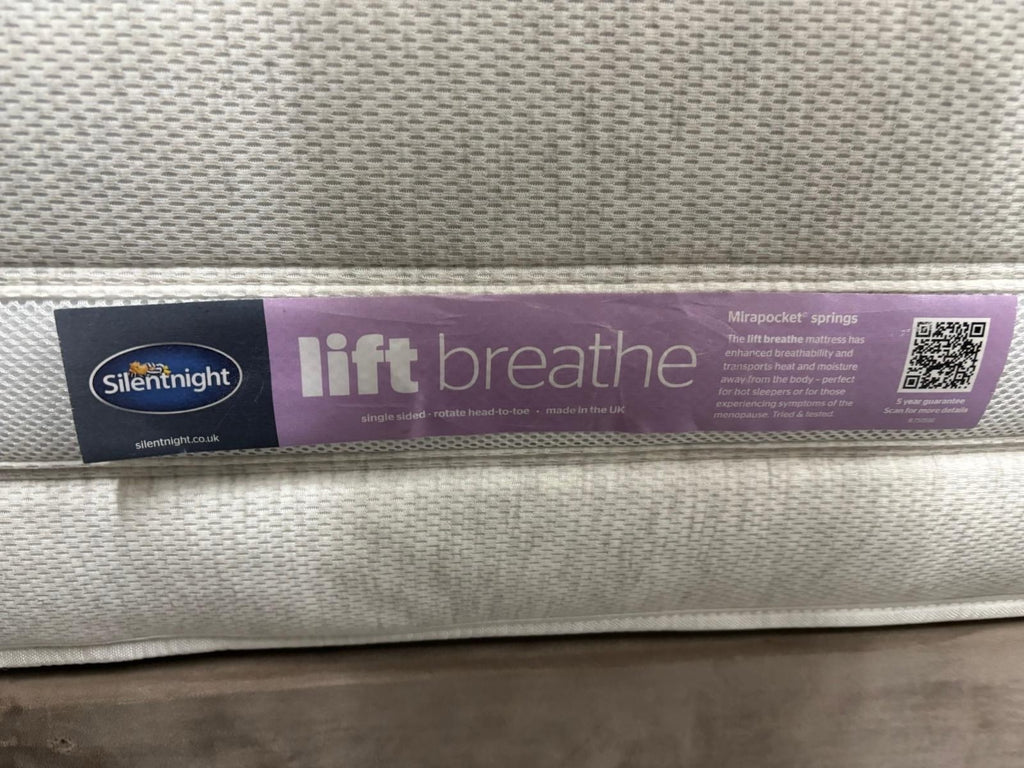 Silentnight
silentnight.co.uk
lift breathe
single sided · rotate head-to-toe · made in the UK
Mirapocket® springs
The lift breathe mattress has
enhanced breathability and
transports heat and moisture
away from the body – perfect
for hot sleepers or for those
experiencing symptoms of the
menopause. Tried & tested.
5 year guarantee
Scan for more details